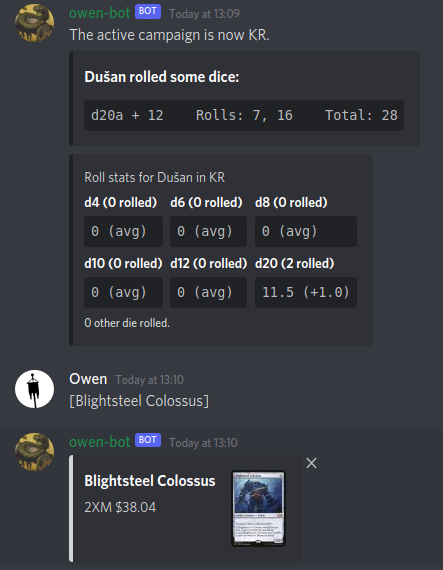 owen-bot BOT Today at 13:09
The active campaign is now KR.
Dušan rolled some dice:
d20a + 12 Rolls: 7, 16 Total: 28
Roll stats for Dušan in KR
d4 (0 rolled) d6 (0 rolled) d8 (0 rolled)
0 (avg) 0 (avg) 0 (avg)
d10 (0 rolled) d12 (0 rolled) d20 (2 rolled)
0 (avg) 0 (avg) 11.5 (+1.0)
0 other die rolled.
Owen Today at 13:10
[Blightsteel Colossus]
owen-bot BOT Today at 13:10
Blightsteel Colossus
2XM $38.04